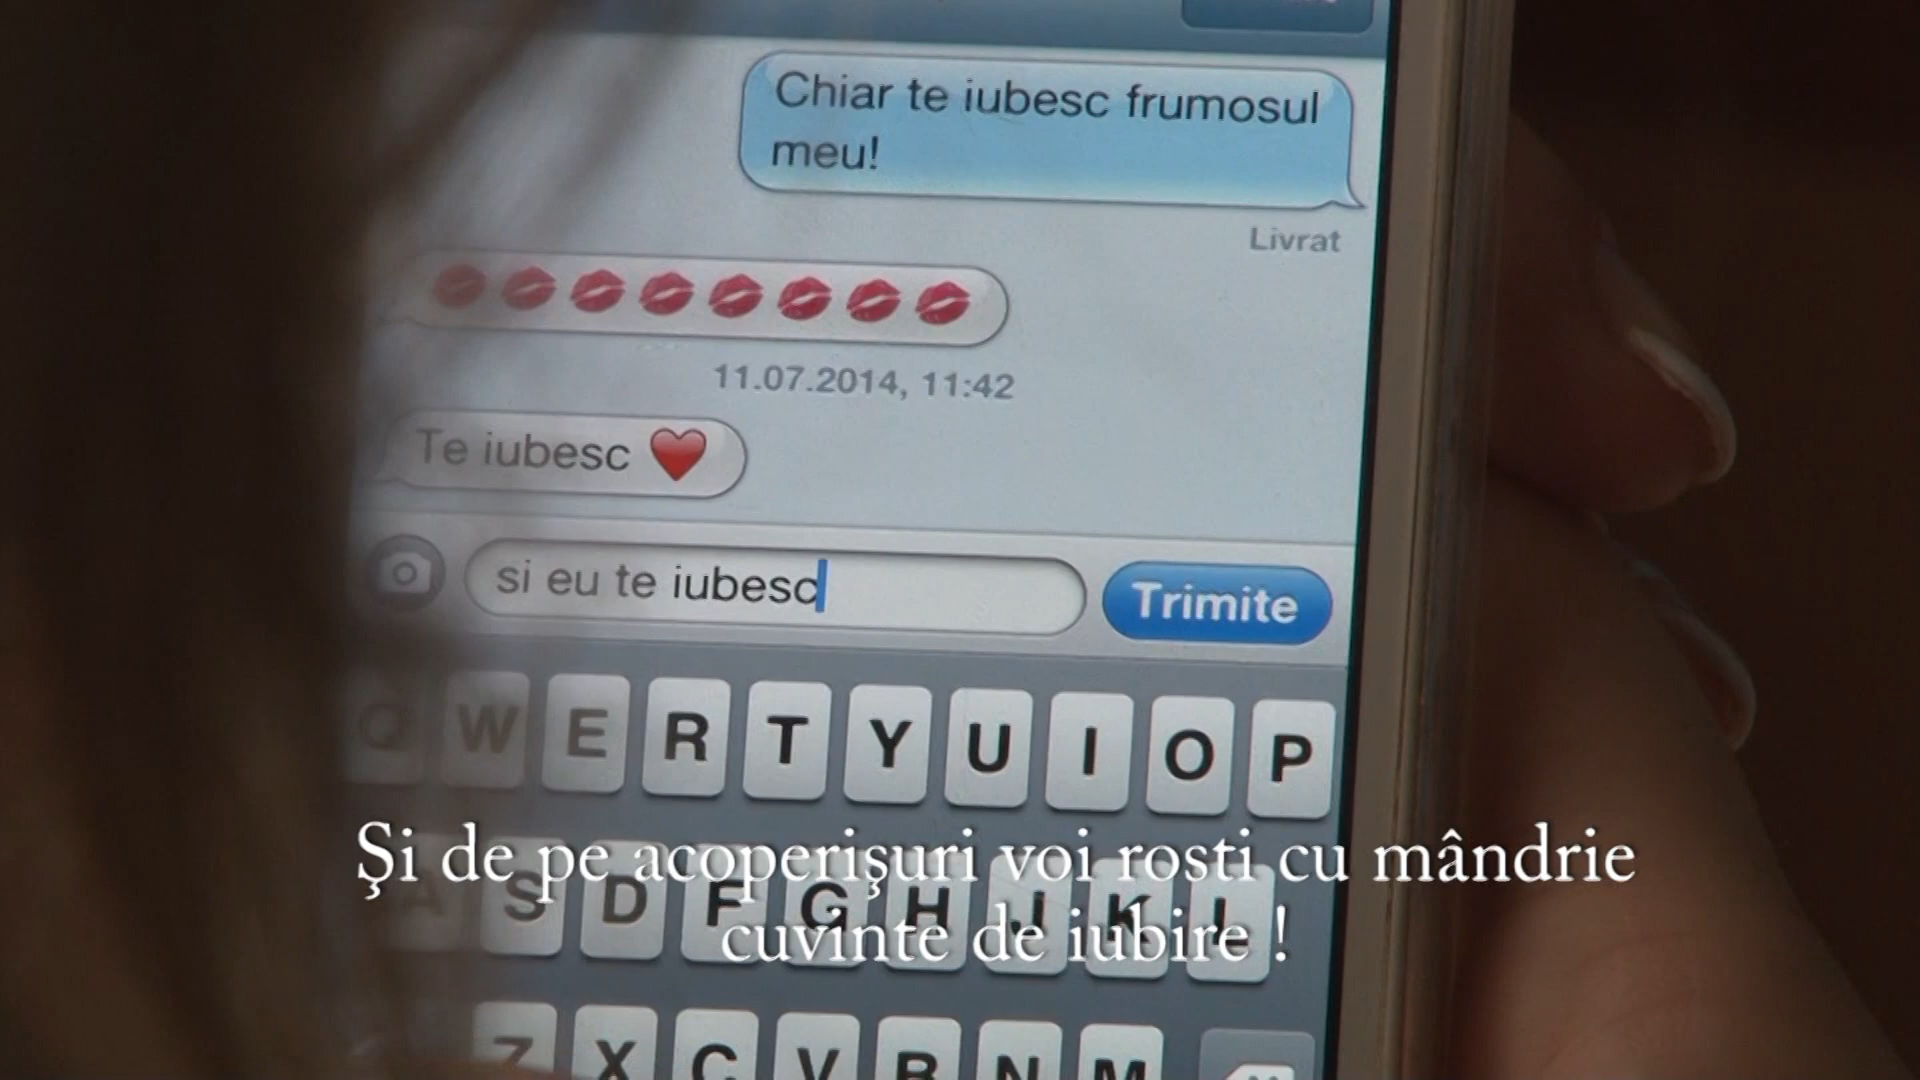 Chiar te iubesc frumosul
meu!
Livrat
11.07.2014, 11:42
Te iubesc
si eu te iubesc
Trimite
Q W E R T Y U I O P
A S D F G H J K L
Şi de pe acoperişuri voi rosti cu mândrie
cuvinte de iubire !
Z X C V B N M